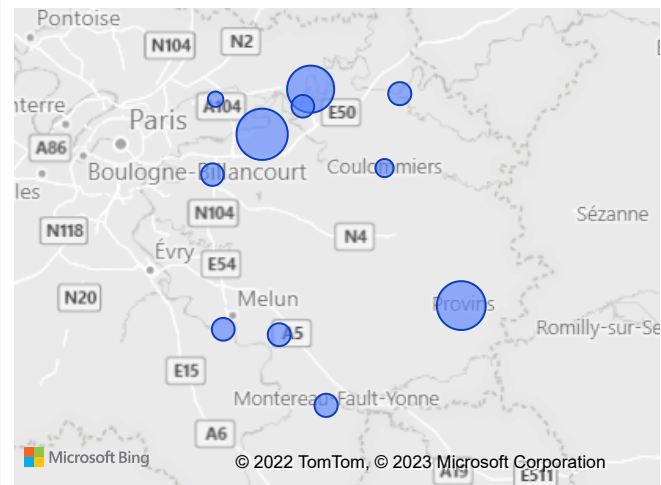 Pontoise
N104
N2
E
nterre
A104
E50
Paris
A86
Boulogne-Billancourt
Coulommiers
les
N104
Sézanne
N118
N4
Évry
E54
N20
Melun
Provins
A5
Romilly-sur-Se
E15
Montereau-Fault-Yonne
A6
Microsoft Bing
© 2022 TomTom, © 2023 Microsoft Corporation
A19
E511